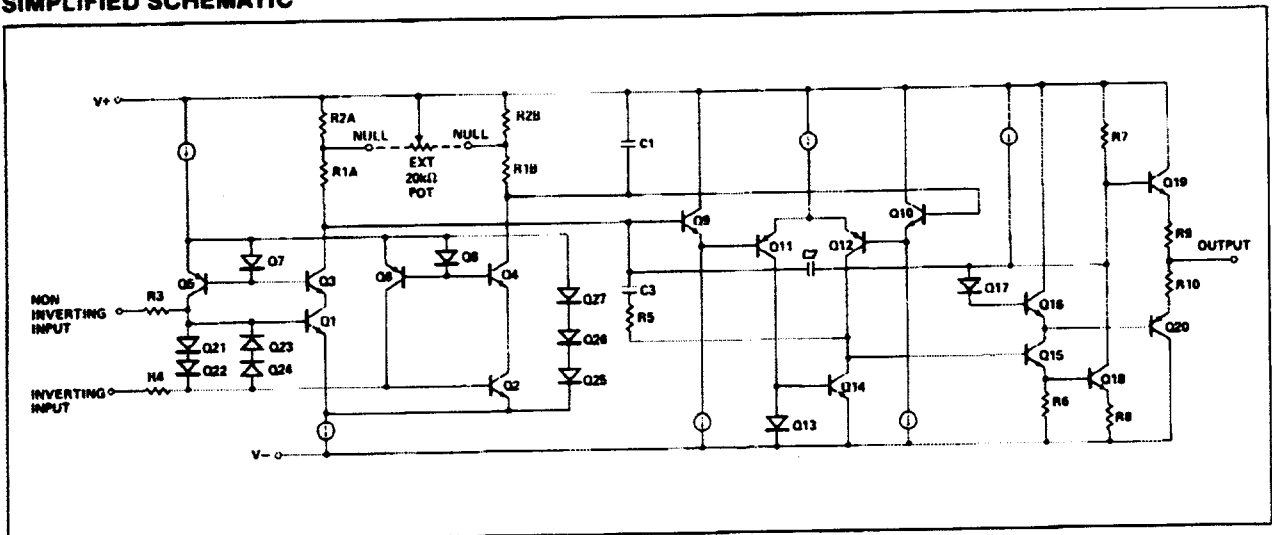 SIMPLIFIED SCHEMATIC
V+
R2A
R2B
NULL
NULL
R1A
EXT
20kΩ
POT
R1B
C1
Q9
Q10
Q19
R7
Q11
Q12
C2
R9
OUTPUT
Q7
Q8
Q5
Q3
Q6
Q4
Q27
C3
Q17
Q16
R10
NON
INVERTING
INPUT
R3
Q1
Q26
R5
Q20
Q21
Q23
Q15
Q22
Q24
Q25
INVERTING
INPUT
R4
Q2
Q14
Q18
Q13
R6
R8
V-